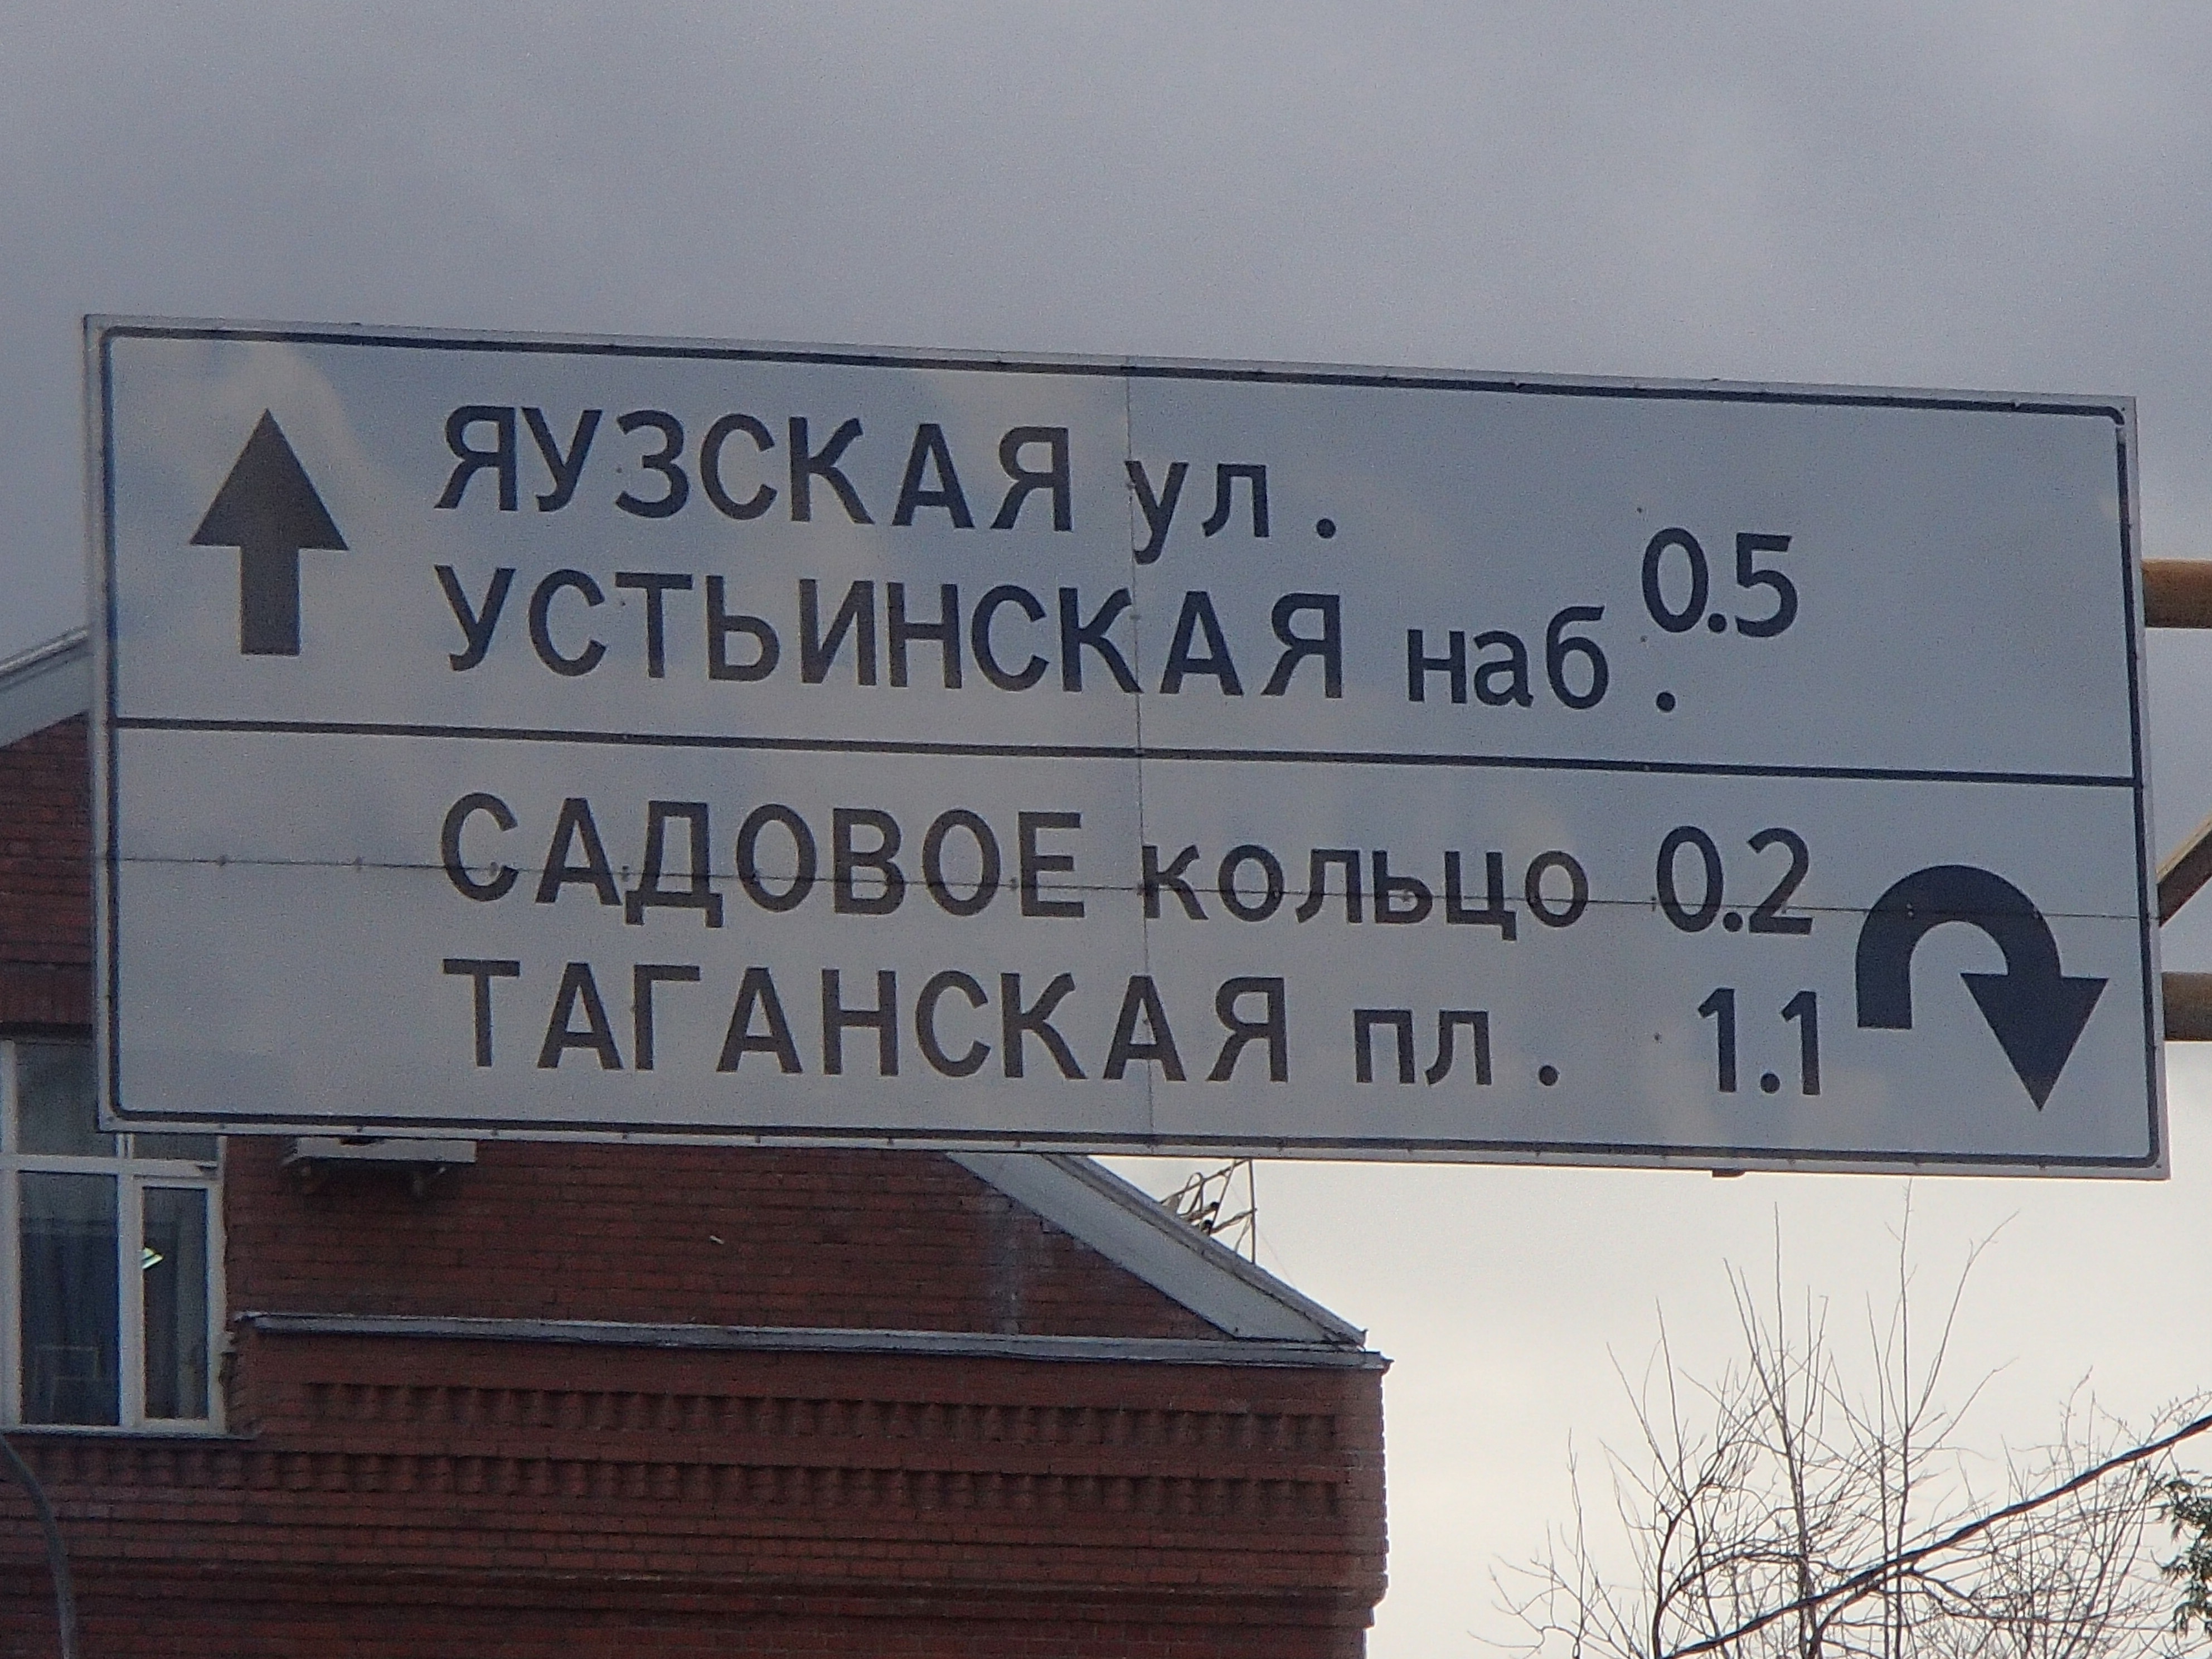 ЯУЗСКАЯ ул.
УСТЬИНСКАЯ наб. 0.5
САДОВОЕ кольцо 0.2
ТАГАНСКАЯ пл. 1.1